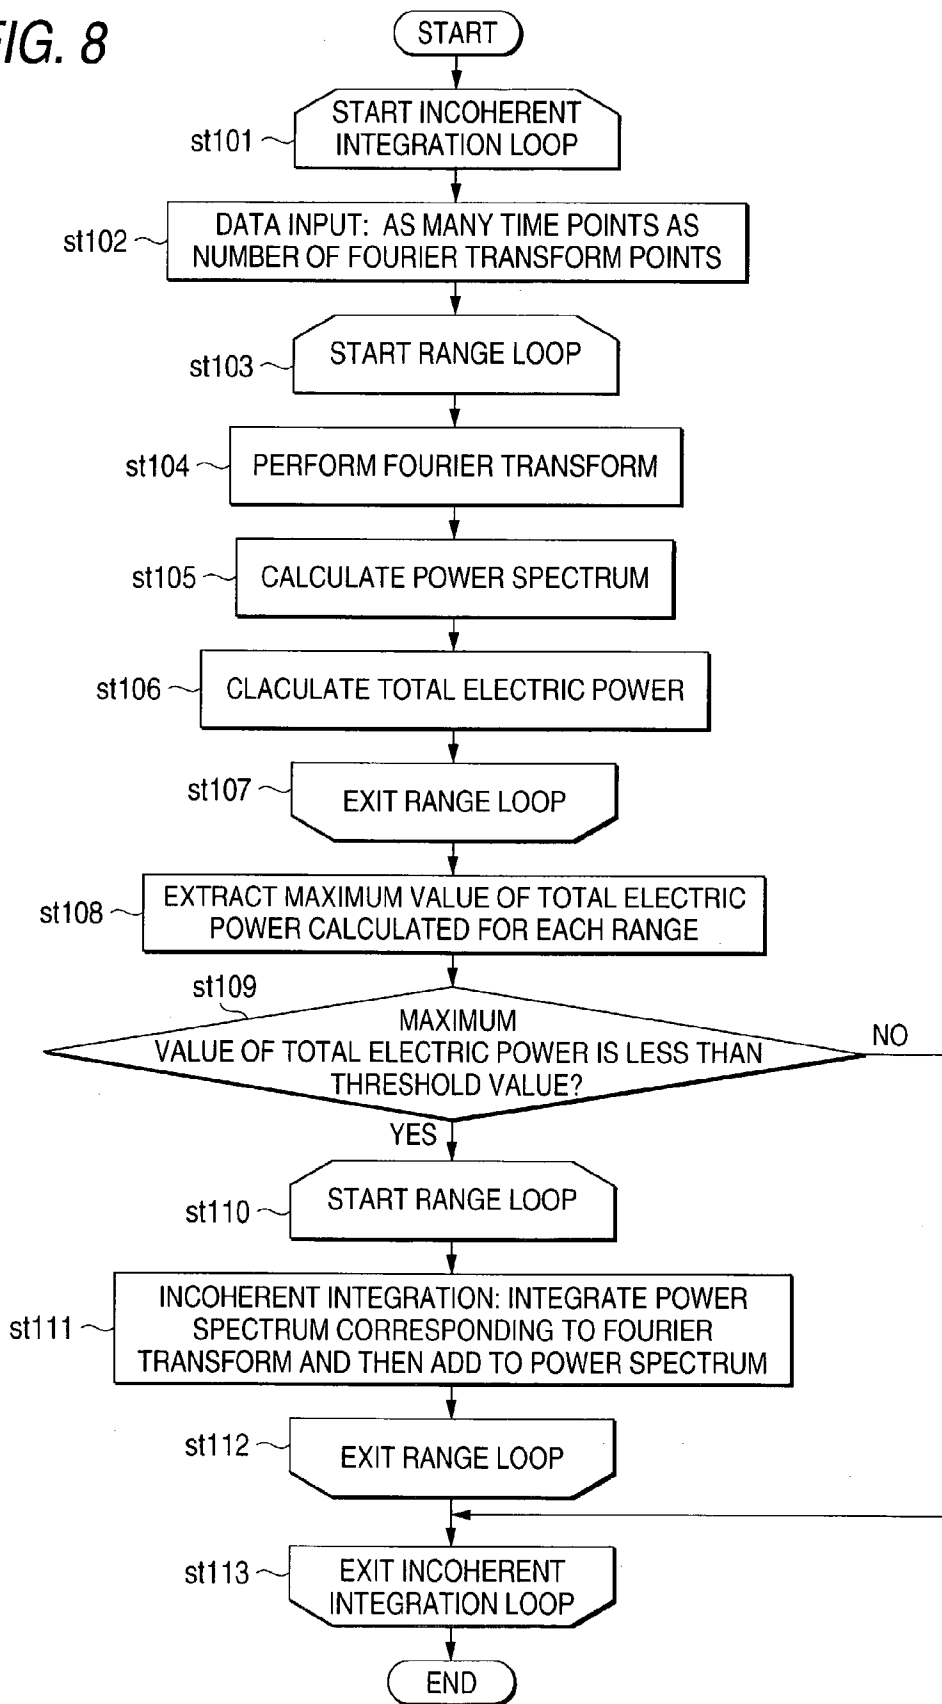 FIG. 8
START
st101
START INCOHERENT
INTEGRATION LOOP
st102
DATA INPUT: AS MANY TIME POINTS AS
NUMBER OF FOURIER TRANSFORM POINTS
st103
START RANGE LOOP
st104
PERFORM FOURIER TRANSFORM
st105
CALCULATE POWER SPECTRUM
st106
CLACULATE TOTAL ELECTRIC POWER
st107
EXIT RANGE LOOP
st108
EXTRACT MAXIMUM VALUE OF TOTAL ELECTRIC
POWER CALCULATED FOR EACH RANGE
st109
MAXIMUM
VALUE OF TOTAL ELECTRIC POWER IS LESS THAN
THRESHOLD VALUE?
NO
YES
st110
START RANGE LOOP
st111
INCOHERENT INTEGRATION: INTEGRATE POWER
SPECTRUM CORRESPONDING TO FOURIER
TRANSFORM AND THEN ADD TO POWER SPECTRUM
st112
EXIT RANGE LOOP
st113
EXIT INCOHERENT
INTEGRATION LOOP
END